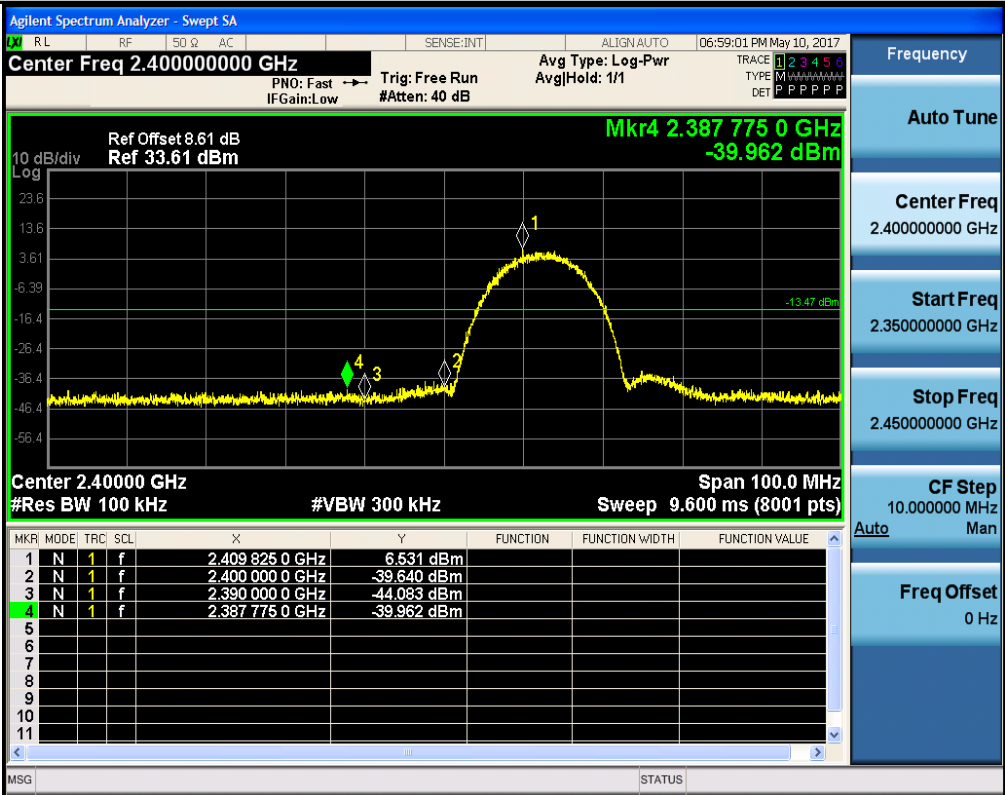 Agilent Spectrum Analyzer - Swept SA
LXI RL RF 50 Ω AC SENSE:INT ALIGN AUTO 06:59:01 PM May 10, 2017
Center Freq 2.400000000 GHz
PNO: Fast
IFGain:Low
Trig: Free Run
#Atten: 40 dB
Avg Type: Log-Pwr
Avg|Hold: 1/1
TRACE 1 2 3 4 5 6
TYPE M
DET P P P P P P
Frequency
Auto Tune
Center Freq
2.400000000 GHz
Start Freq
2.350000000 GHz
Stop Freq
2.450000000 GHz
CF Step
10.000000 MHz
Auto Man
Freq Offset
0 Hz
Mkr4 2.387 775 0 GHz
-39.962 dBm
Ref Offset 8.61 dB
10 dB/div Ref 33.61 dBm
Log
23.6
13.6
3.61
-6.39
-16.4
-26.4
-36.4
-46.4
-56.4
1
-13.47 dBm
4
3
2
Center 2.40000 GHz Span 100.0 MHz
#Res BW 100 kHz #VBW 300 kHz Sweep 9.600 ms (8001 pts)
MKR MODE TRC SCL X Y FUNCTION FUNCTION WIDTH FUNCTION VALUE
1 N 1 f 2.409 825 0 GHz 6.531 dBm
2 N 1 f 2.400 000 0 GHz -39.640 dBm
3 N 1 f 2.390 000 0 GHz -44.083 dBm
4 N 1 f 2.387 775 0 GHz -39.962 dBm
5
6
7
8
9
10
11
MSG STATUS